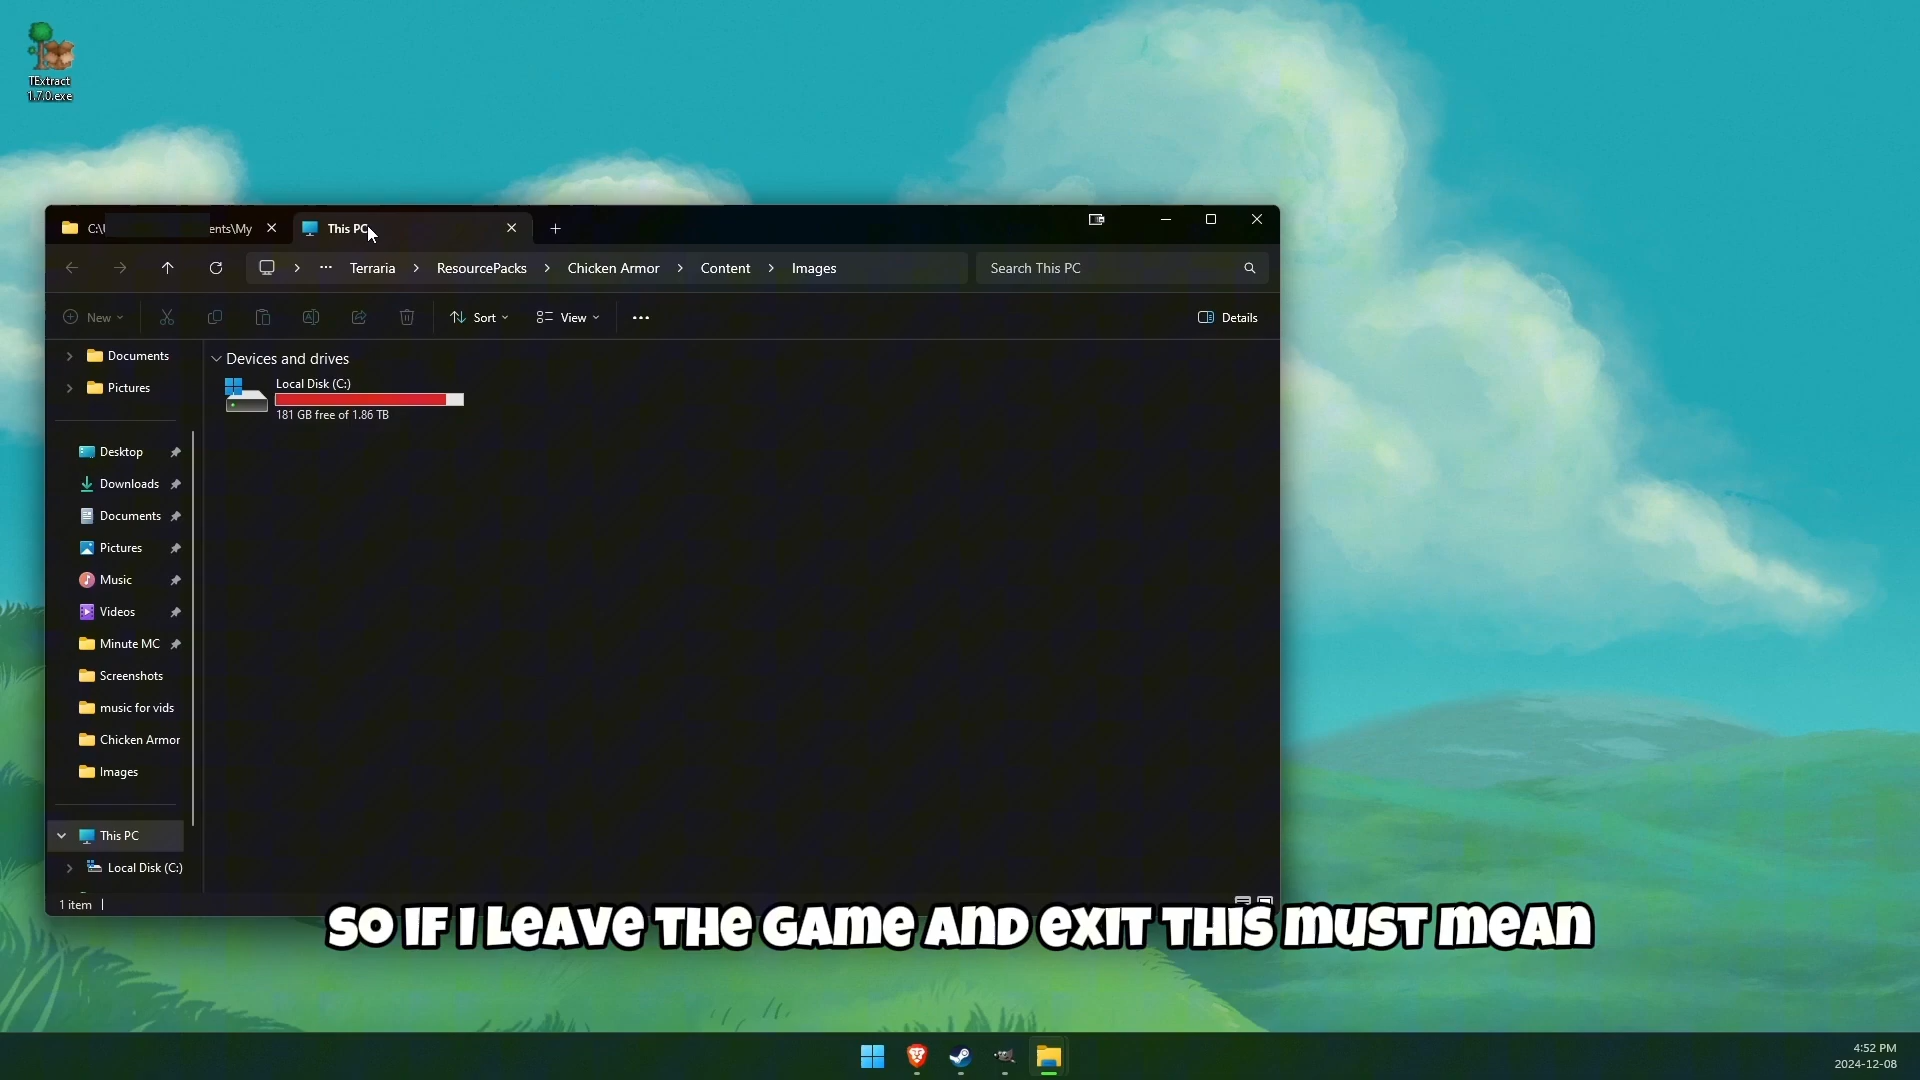 TExtract
1.7.0.exe
C:\U
ents\My
This PC
Terraria
ResourcePacks
Chicken Armor
Content
Images
Search This PC
New
Sort
View
Details
Documents
Pictures
Desktop
Downloads
Documents
Pictures
Music
Videos
Minute MC
Screenshots
music for vids
Chicken Armor
Images
This PC
Local Disk (C:)
Devices and drives
Local Disk (C:)
181 GB free of 1.86 TB
1 item
SO IF I LEAVE THE GAME AND EXIT THIS MUST MEAN
4:52 PM
2024-12-08